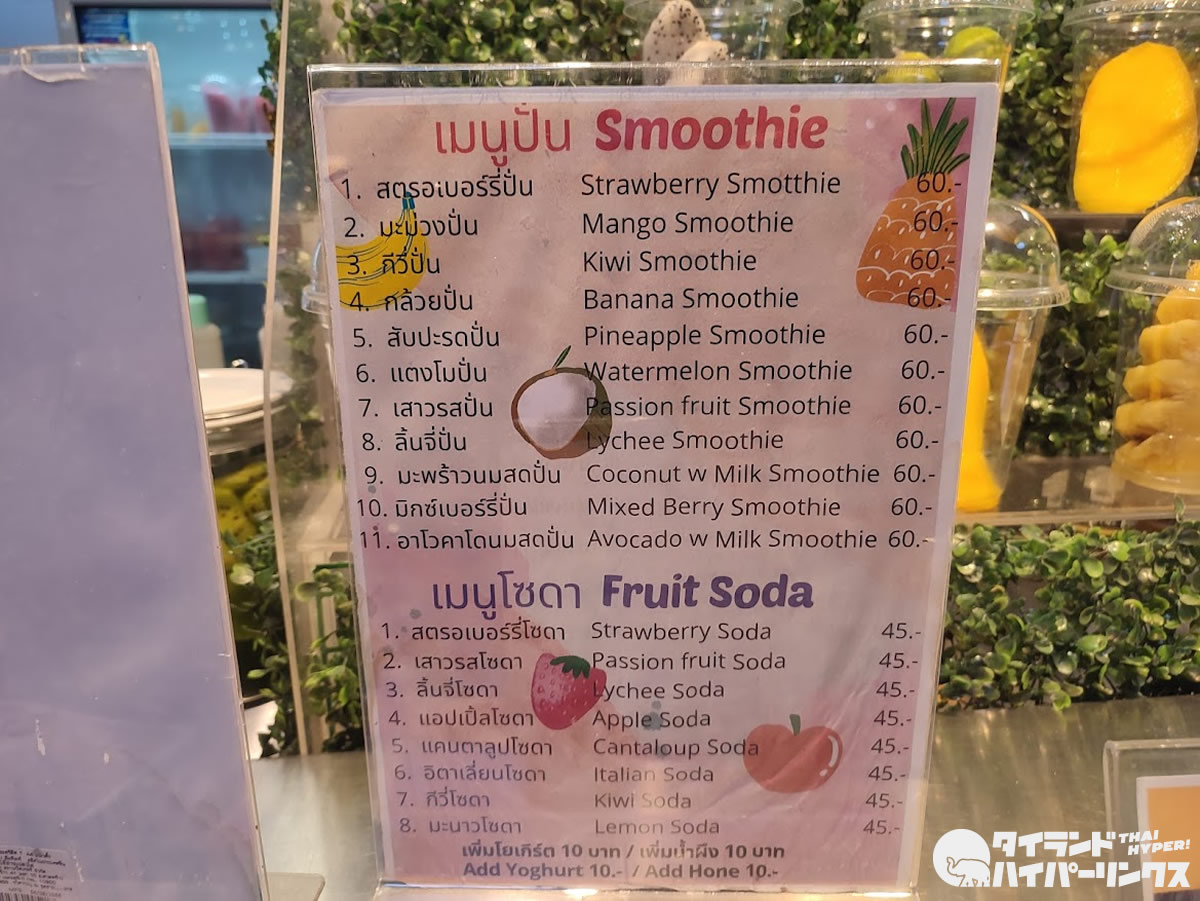 เมนูปั่น Smoothie
1. สตรอเบอร์รี่ปั่น Strawberry Smotthie 60.-
2. มะม่วงปั่น Mango Smoothie 60.-
3. กีวี่ปั่น Kiwi Smoothie 60.-
4. กล้วยปั่น Banana Smoothie 60.-
5. สับปะรดปั่น Pineapple Smoothie 60.-
6. แตงโมปั่น Watermelon Smoothie 60.-
7. เสาวรสปั่น Passion fruit Smoothie 60.-
8. ลิ้นจี่ปั่น Lychee Smoothie 60.-
9. มะพร้าวนมสดปั่น Coconut w Milk Smoothie 60.-
10. มิกซ์เบอร์รี่ปั่น Mixed Berry Smoothie 60.-
11. อาโวคาโดนมสดปั่น Avocado w Milk Smoothie 60.-
เมนูโซดา Fruit Soda
1. สตรอเบอร์รี่โซดา Strawberry Soda 45.-
2. เสาวรสโซดา Passion fruit Soda 45.-
3. ลิ้นจี่โซดา Lychee Soda 45.-
4. แอปเปิ้ลโซดา Apple Soda 45.-
5. แคนตาลูปโซดา Cantaloup Soda 45.-
6. อิตาเลี่ยนโซดา Italian Soda 45.-
7. กีวี่โซดา Kiwi Soda 45.-
8. มะนาวโซดา Lemon Soda 45.-
เพิ่มโยเกิร์ต 10 บาท / เพิ่มน้ำผึง 10 บาท
Add Yoghurt 10.- / Add Hone 10.-
タイランド THAI HYPER!
ハイパーリンクス